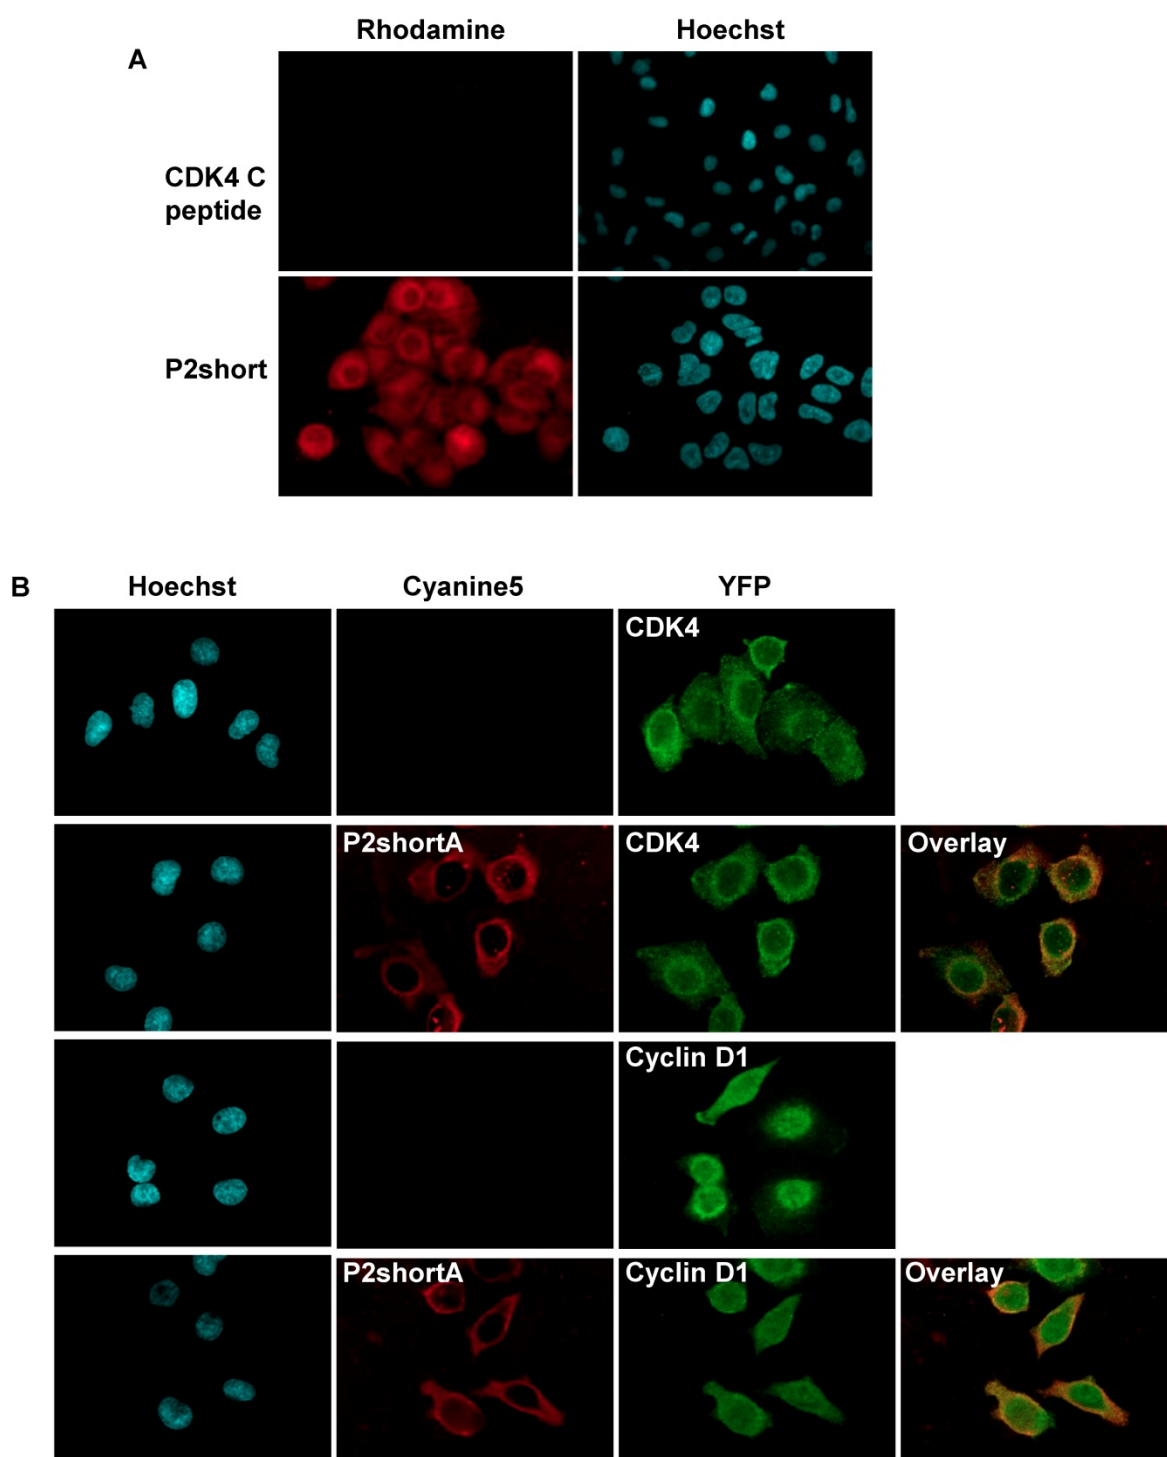 A
Rhodamine
Hoechst
CDK4 C
peptide
P2short
B
Hoechst
Cyanine5
YFP
CDK4
P2shortA
CDK4
Overlay
Cyclin D1
P2shortA
Cyclin D1
Overlay